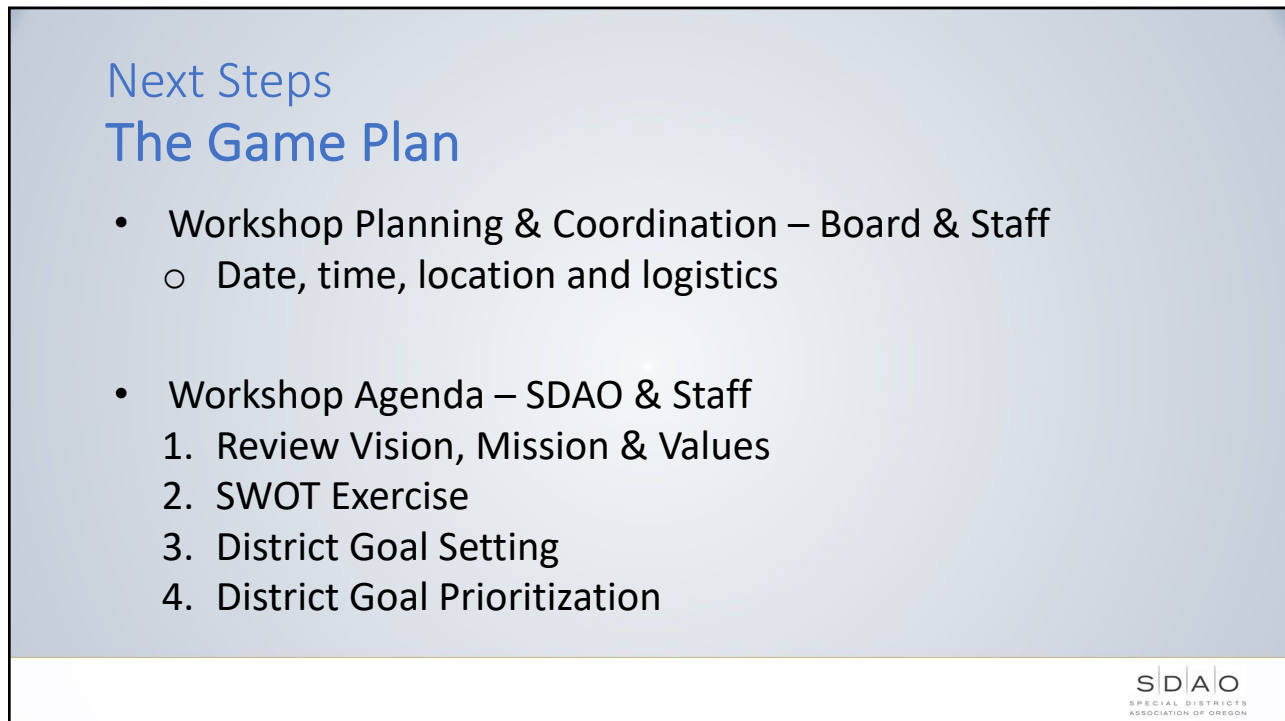 Next Steps
The Game Plan
• Workshop Planning & Coordination – Board & Staff
o Date, time, location and logistics
• Workshop Agenda – SDAO & Staff
1. Review Vision, Mission & Values
2. SWOT Exercise
3. District Goal Setting
4. District Goal Prioritization
S|D|A|O
SPECIAL DISTRICTS
ASSOCIATION OF OREGON